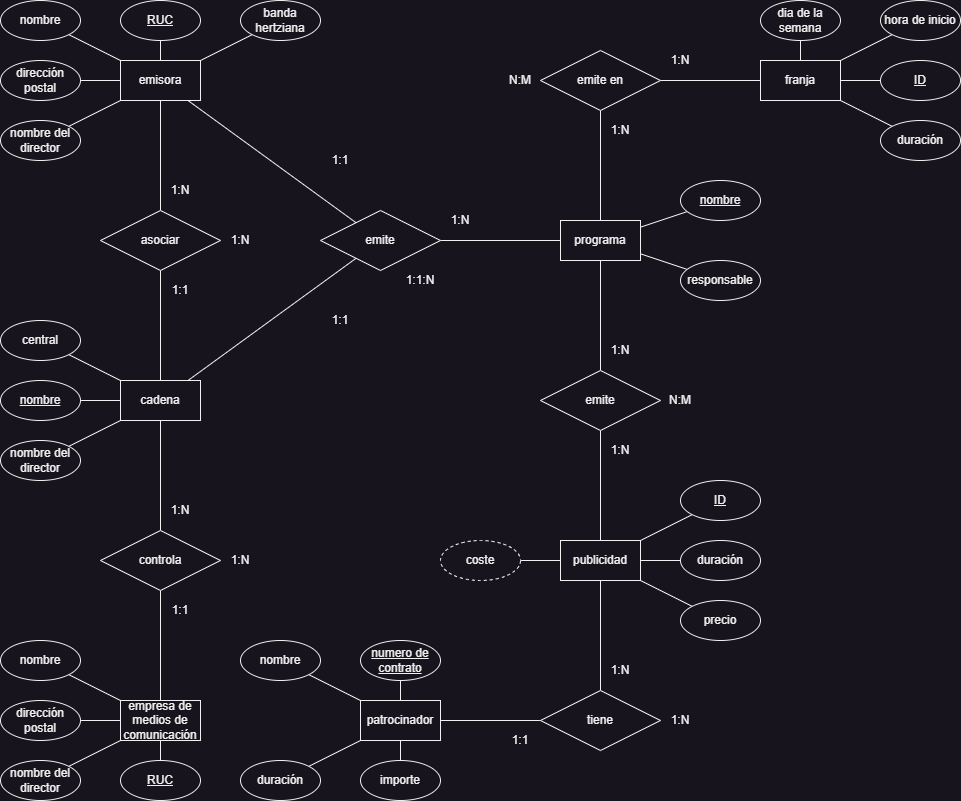 nombre
RUC
banda
hertziana
dia de la
semana
hora de inicio
dirección
postal
emisora
N:M
emite en
1:N
franja
ID
nombre del
director
1:N
duración
1:1
1:N
nombre
asociar
1:N
emite
1:N
programa
1:1
1:1:N
responsable
central
1:1
1:N
nombre
cadena
emite
N:M
nombre del
director
1:N
1:N
ID
controla
1:N
coste
publicidad
duración
1:1
precio
nombre
nombre
numero de
contrato
1:N
dirección
postal
empresa de
medios de
comunicación
patrocinador
1:1
tiene
1:N
nombre del
director
RUC
duración
importe